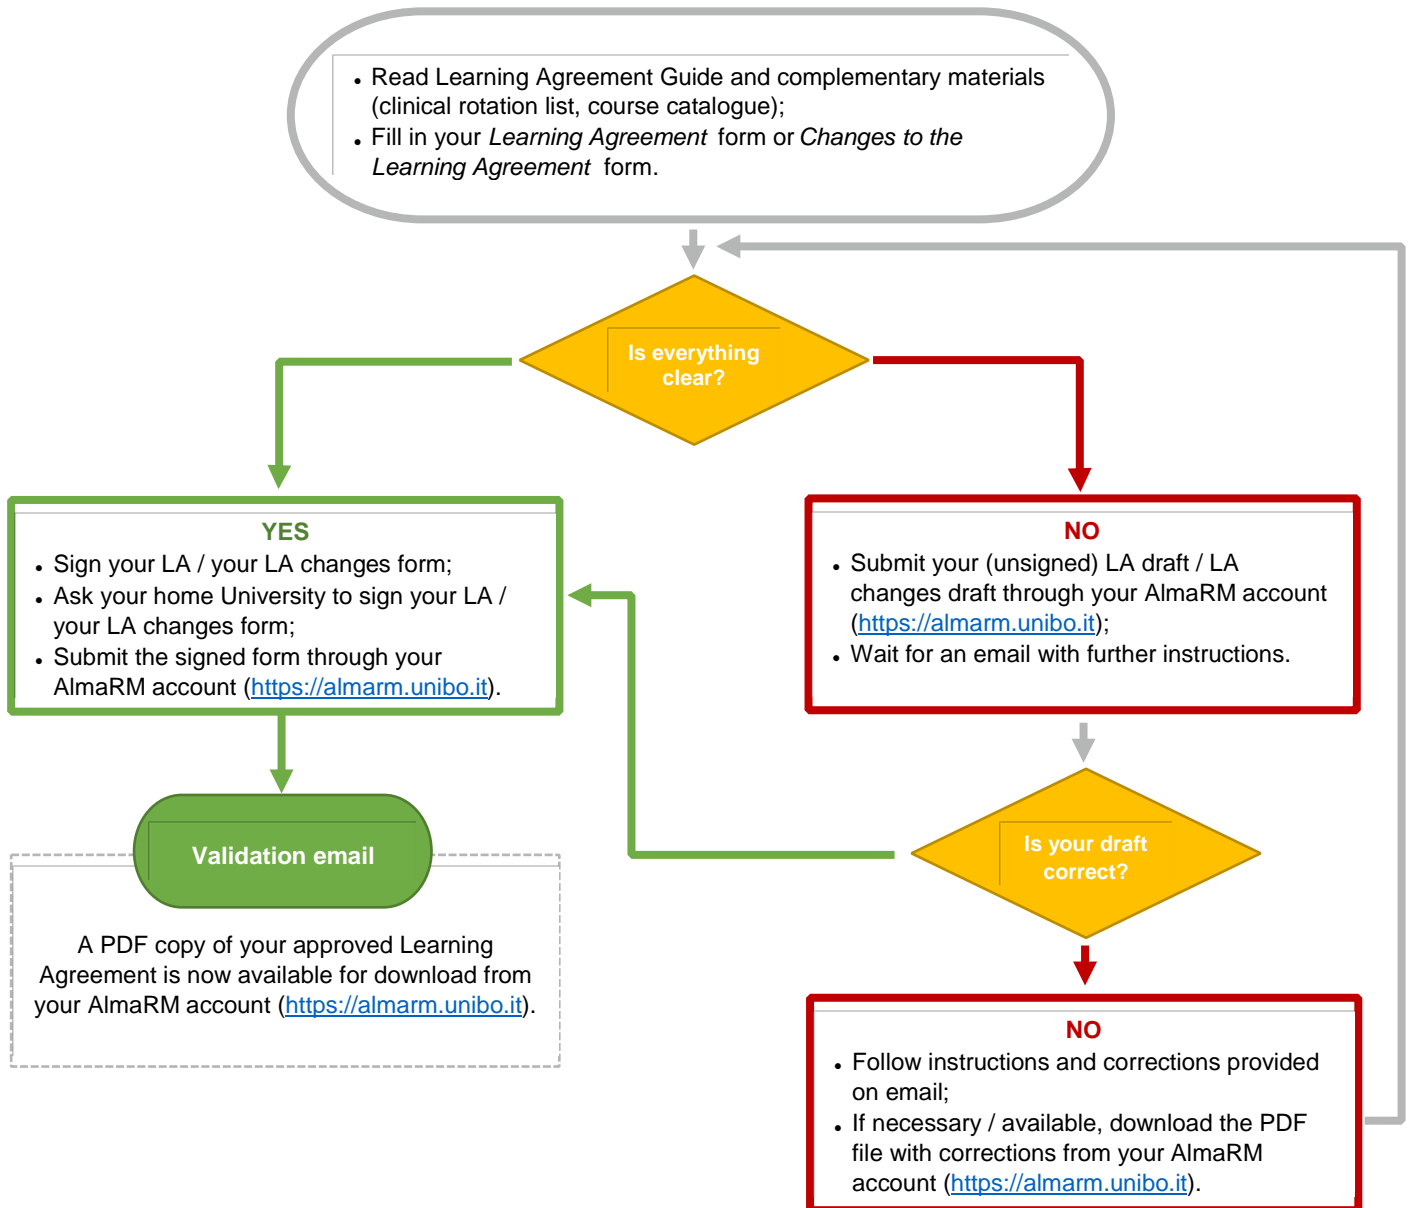 • Read Learning Agreement Guide and complementary materials
(clinical rotation list, course catalogue);
• Fill in your Learning Agreement form or Changes to the
Learning Agreement form.
Is everything
clear?
YES
• Sign your LA / your LA changes form;
• Ask your home University to sign your LA /
your LA changes form;
• Submit the signed form through your
AlmaRM account (https://almarm.unibo.it).
NO
• Submit your (unsigned) LA draft / LA
changes draft through your AlmaRM account
(https://almarm.unibo.it);
• Wait for an email with further instructions.
Validation email
A PDF copy of your approved Learning
Agreement is now available for download from
your AlmaRM account (https://almarm.unibo.it).
Is your draft
correct?
NO
• Follow instructions and corrections provided
on email;
• If necessary / available, download the PDF
file with corrections from your AlmaRM
account (https://almarm.unibo.it).